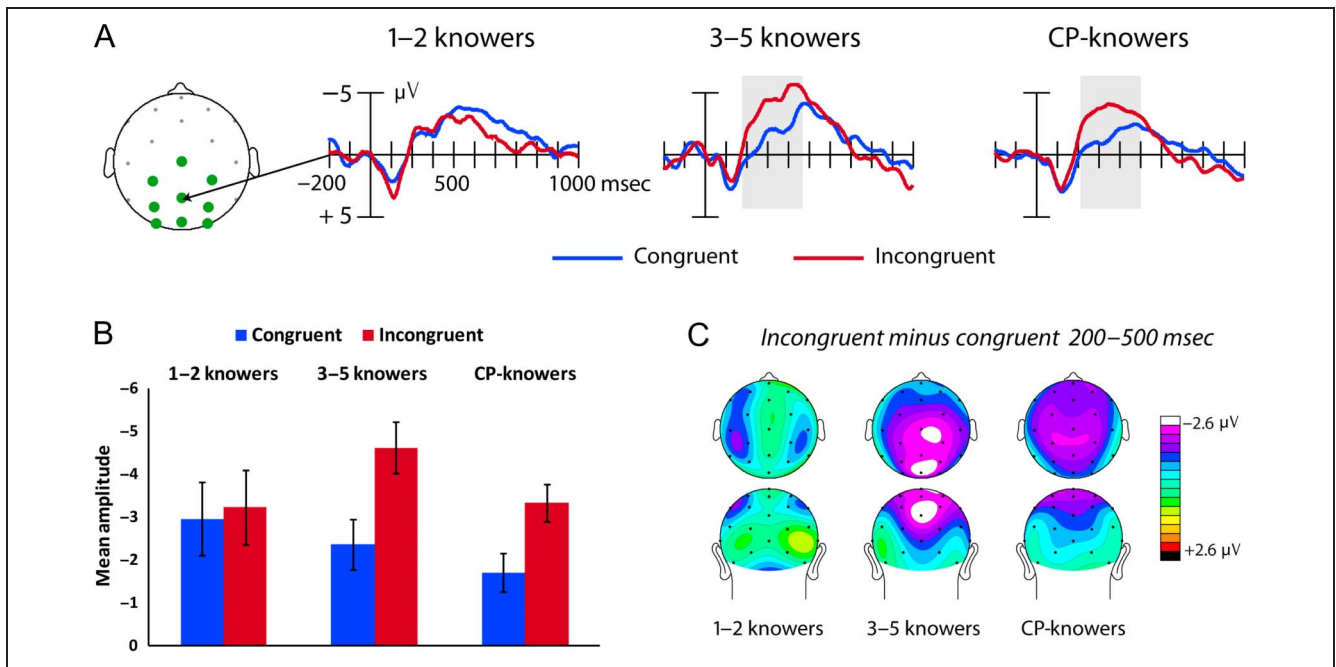 A
1–2 knowers
3–5 knowers
CP-knowers
−5
μV
−200
500
1000 msec
+ 5
Congruent
Incongruent
B
Congruent
Incongruent
1–2 knowers
3–5 knowers
CP-knowers
Mean amplitude
−6
−5
−4
−3
−2
−1
0
C
Incongruent minus congruent 200–500 msec
−2.6 μV
+2.6 μV
1–2 knowers
3–5 knowers
CP-knowers